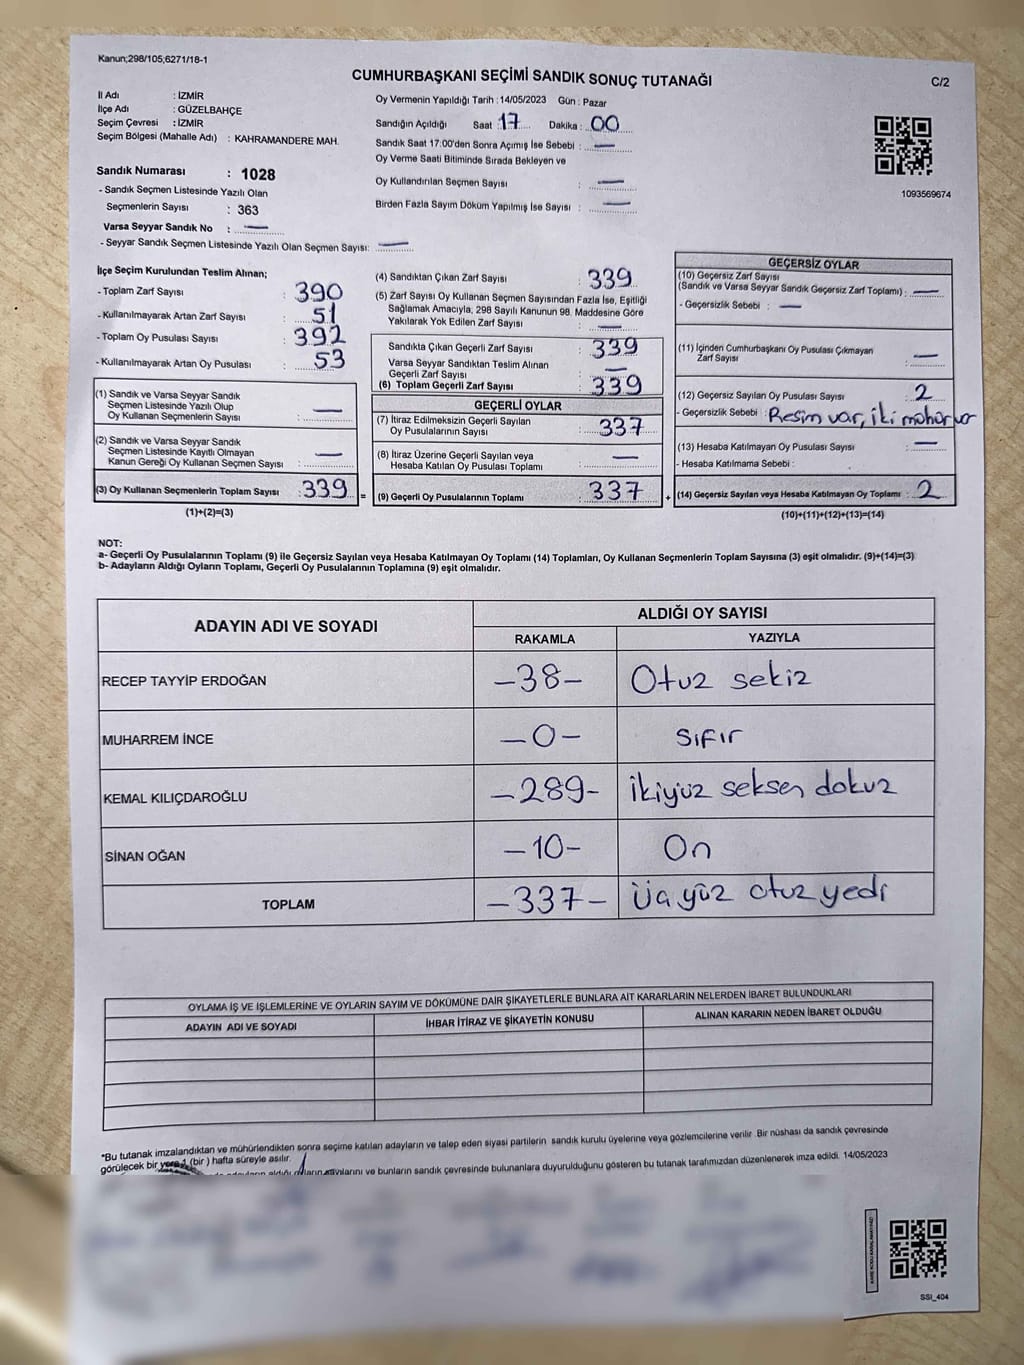 Kanun;298/105;6271/18-1
CUMHURBAŞKANI SEÇİMİ SANDIK SONUÇ TUTANAĞI
C/2
İl Adı : İZMİR
İlçe Adı : GÜZELBAHÇE
Seçim Çevresi : İZMİR
Seçim Bölgesi (Mahalle Adı) : KAHRAMANDERE MAH.
Sandık Numarası : 1028
- Sandık Seçmen Listesinde Yazılı Olan
Seçmenlerin Sayısı : 363
Varsa Seyyar Sandık No : —
- Seyyar Sandık Seçmen Listesinde Yazılı Olan Seçmen Sayısı: —
Oy Vermenin Yapıldığı Tarih : 14/05/2023 Gün : Pazar
Sandığın Açıldığı Saat : 17 Dakika : 00
Sandık Saat 17:00'den Sonra Açımış İse Sebebi : —
Oy Verme Saati Bitiminde Sırada Bekleyen ve
Oy Kullandırılan Seçmen Sayısı : —
Birden Fazla Sayım Döküm Yapılmış İse Sayısı : —
1093569674
İlçe Seçim Kurulundan Teslim Alınan;
- Toplam Zarf Sayısı : 390
- Kullanılmayarak Artan Zarf Sayısı : 51
- Toplam Oy Pusulası Sayısı : 392
- Kullanılmayarak Artan Oy Pusulası : 53
(1) Sandık ve Varsa Seyyar Sandık
Seçmen Listesinde Yazılı Olup
Oy Kullanan Seçmenlerin Sayısı : —
(2) Sandık ve Varsa Seyyar Sandık
Seçmen Listesinde Kayıtlı Olmayan
Kanun Gereği Oy Kullanan Seçmen Sayısı : —
(3) Oy Kullanan Seçmenlerin Toplam Sayısı : 339 =
(1)+(2)=(3)
(4) Sandıktan Çıkan Zarf Sayısı : 339
(5) Zarf Sayısı Oy Kullanan Seçmen Sayısından Fazla İse, Eşitliği
Sağlamak Amacıyla, 298 Sayılı Kanunun 98. Maddesine Göre
Yakılarak Yok Edilen Zarf Sayısı : —
Sandıkta Çıkan Geçerli Zarf Sayısı : 339
Varsa Seyyar Sandıktan Teslim Alınan
Geçerli Zarf Sayısı : —
(6) Toplam Geçerli Zarf Sayısı : 339
GEÇERLİ OYLAR
(7) İtiraz Edilmeksizin Geçerli Sayılan
Oy Pusulalarının Sayısı : 337
(8) İtiraz Üzerine Geçerli Sayılan veya
Hesaba Katılan Oy Pusulası Toplamı : —
(9) Geçerli Oy Pusulalarının Toplamı : 337 +
GEÇERSİZ OYLAR
(10) Geçersiz Zarf Sayısı
(Sandık ve Varsa Seyyar Sandık Geçersiz Zarf Toplamı) : —
- Geçersizlik Sebebi : —
(11) İçinden Cumhurbaşkanı Oy Pusulası Çıkmayan
Zarf Sayısı : —
(12) Geçersiz Sayılan Oy Pusulası Sayısı : 2
- Geçersizlik Sebebi : Resim var, iki mühür var
(13) Hesaba Katılmayan Oy Pusulası Sayısı : —
- Hesaba Katılmama Sebebi :
(14) Geçersiz Sayılan veya Hesaba Katılmayan Oy Toplamı : 2
(10)+(11)+(12)+(13)=(14)
NOT:
a- Geçerli Oy Pusulalarının Toplamı (9) ile Geçersiz Sayılan veya Hesaba Katılmayan Oy Toplamı (14) Toplamları, Oy Kullanan Seçmenlerin Toplam Sayısına (3) eşit olmalıdır. (9)+(14)=(3)
b- Adayların Aldığı Oyların Toplamı, Geçerli Oy Pusulalarının Toplamına (9) eşit olmalıdır.
ADAYIN ADI VE SOYADI
ALDIĞI OY SAYISI
RAKAMLA YAZIYLA
RECEP TAYYİP ERDOĞAN -38- Otuz sekiz
MUHARREM İNCE -0- Sıfır
KEMAL KILIÇDAROĞLU -289- İkiyüz seksen dokuz
SİNAN OĞAN -10- On
TOPLAM -337- Üç yüz otuz yedi
OYLAMA İŞ VE İŞLEMLERİNE VE OYLARIN SAYIM VE DÖKÜMÜNE DAİR ŞİKAYETLERLE BUNLARA AİT KARARLARIN NELERDEN İBARET BULUNDUKLARI
ADAYIN ADI VE SOYADI İHBAR İTİRAZ VE ŞİKAYETİN KONUSU ALINAN KARARIN NEDEN İBARET OLDUĞU
*Bu tutanak imzalandıktan ve mühürlendikten sonra seçime katılan adayların ve talep eden siyasi partilerin sandık kurulu üyelerine veya gözlemcilerine verilir. Bir nüshası da sandık çevresinde
görülecek bir yere 1 (bir) hafta süreyle asılır.
aldığı oyların sayılarını ve bunların sandık çevresinde bulunanlara duyurulduğunu gösteren bu tutanak tarafımızdan düzenlenerek imza edildi. 14/05/2023
SSI_404